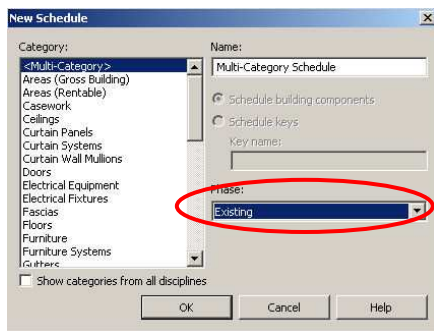 New Schedule
Category:
<Multi-Category>
Areas (Gross Building)
Areas (Rentable)
Casework
Ceilings
Curtain Panels
Curtain Systems
Curtain Wall Mullions
Doors
Electrical Equipment
Electrical Fixtures
Fascias
Floors
Furniture
Furniture Systems
Gutters
Show categories from all disciplines
Name:
Multi-Category Schedule
Schedule building components
Schedule keys
Key name:
Phase:
Existing
OK
Cancel
Help